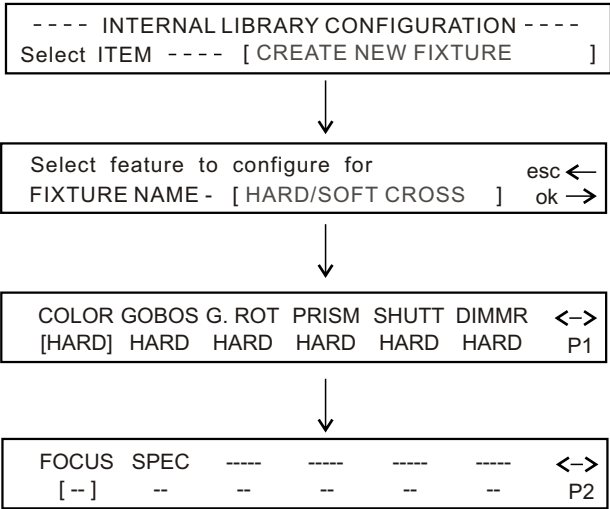 ---- INTERNAL LIBRARY CONFIGURATION ----
Select ITEM ---- [ CREATE NEW FIXTURE ]
Select feature to configure for esc
FIXTURE NAME - [ HARD/SOFT CROSS ] ok
COLOR GOBOS G. ROT PRISM SHUTT DIMMR <-->
[HARD] HARD HARD HARD HARD HARD P1
FOCUS SPEC ----- ----- ----- ----- <-->
[ -- ] -- -- -- -- -- P2